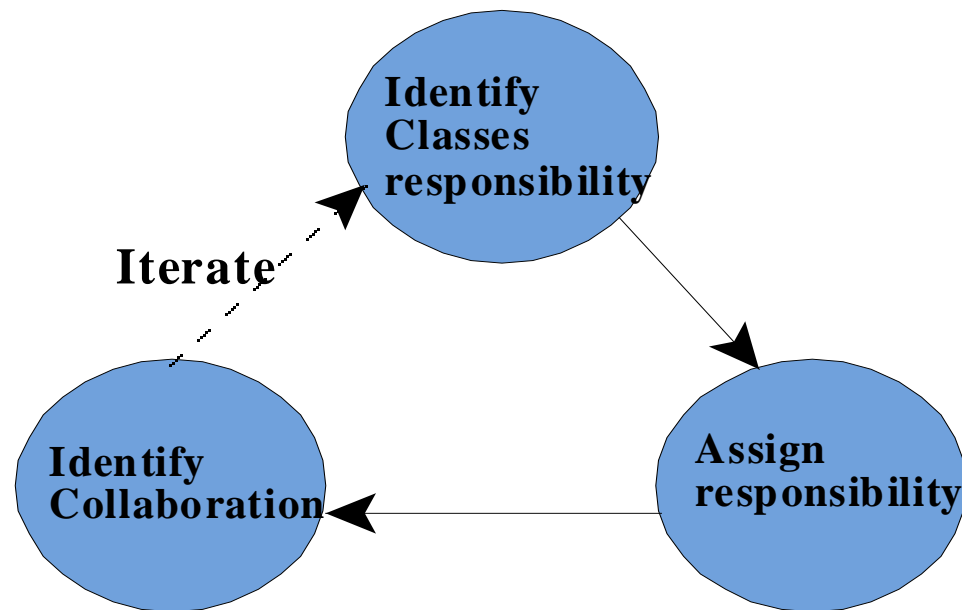 Identify
Classes
responsibility
Iterate
Identify
Collaboration
Assign
responsibility